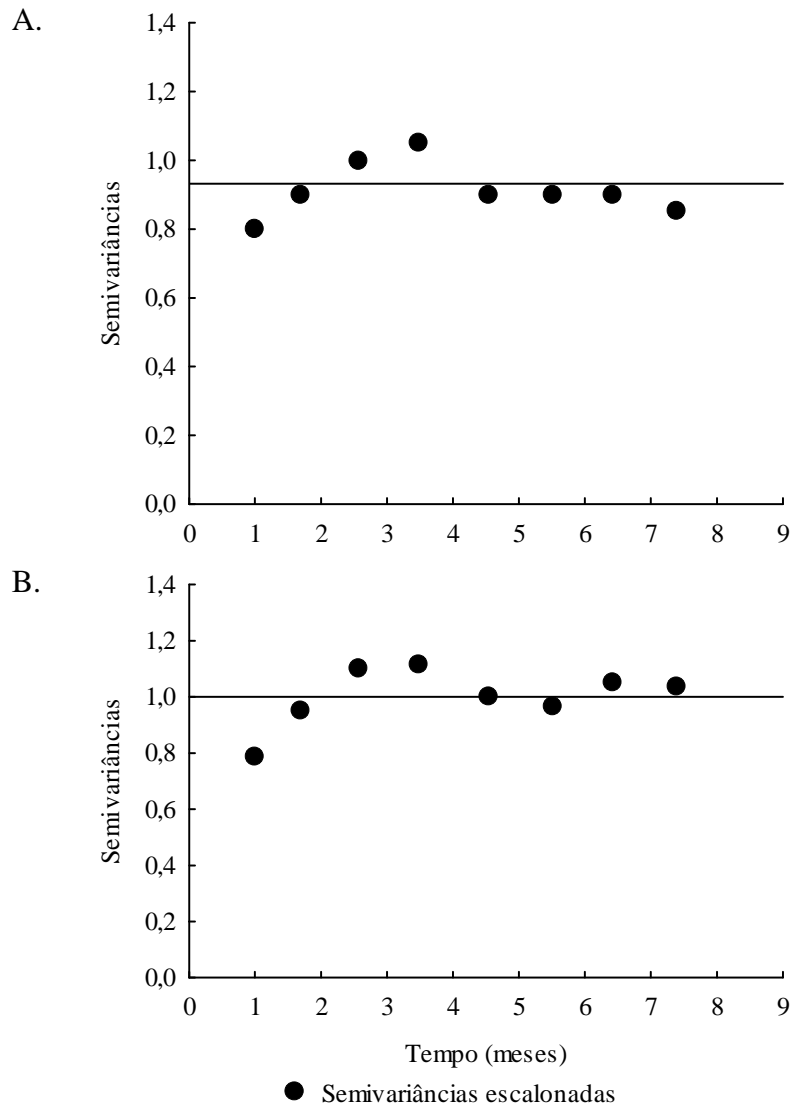 A.
1,4
1,2
1,0
0,8
0,6
0,4
0,2
0,0
Semivariâncias
0 1 2 3 4 5 6 7 8 9
B.
1,4
1,2
1,0
0,8
0,6
0,4
0,2
0,0
Semivariâncias
0 1 2 3 4 5 6 7 8 9
Tempo (meses)
Semivariâncias escalonadas